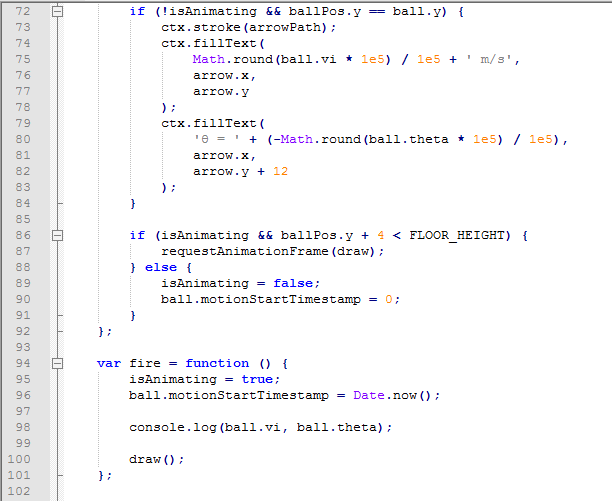 72 if (!isAnimating && ballPos.y == ball.y) {
73 ctx.stroke(arrowPath);
74 ctx.fillText(
75 Math.round(ball.vi * 1e5) / 1e5 + ' m/s',
76 arrow.x,
77 arrow.y
78 );
79 ctx.fillText(
80 'θ = ' + (-Math.round(ball.theta * 1e5) / 1e5),
81 arrow.x,
82 arrow.y + 12
83 );
84 }
85
86 if (isAnimating && ballPos.y + 4 < FLOOR_HEIGHT) {
87 requestAnimationFrame(draw);
88 } else {
89 isAnimating = false;
90 ball.motionStartTimestamp = 0;
91 }
92 };
93
94 var fire = function () {
95 isAnimating = true;
96 ball.motionStartTimestamp = Date.now();
97
98 console.log(ball.vi, ball.theta);
99
100 draw();
101 };
102